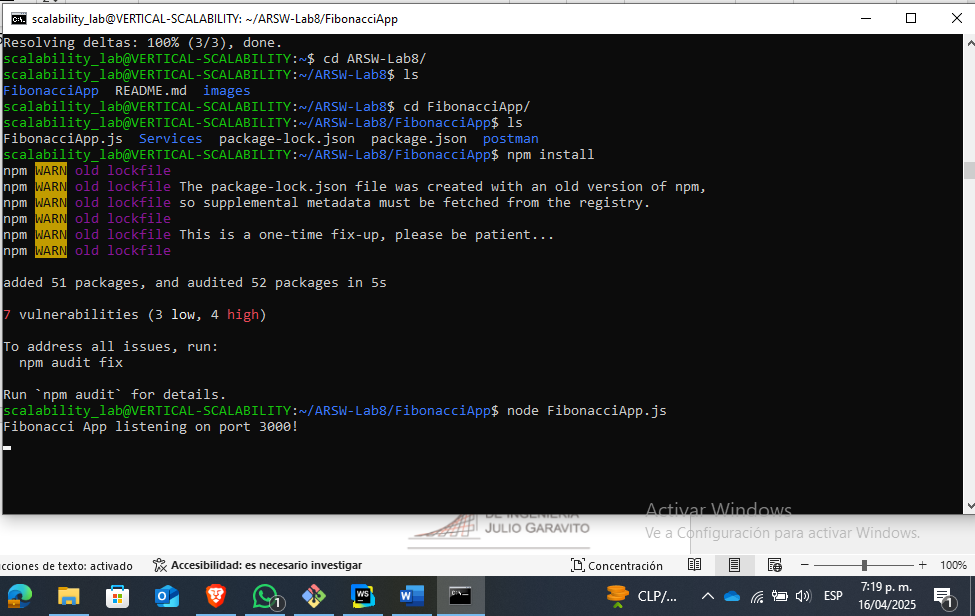 scalability_lab@VERTICAL-SCALABILITY: ~/ARSW-Lab8/FibonacciApp
Resolving deltas: 100% (3/3), done.
scalability_lab@VERTICAL-SCALABILITY:~$ cd ARSW-Lab8/
scalability_lab@VERTICAL-SCALABILITY:~/ARSW-Lab8$ ls
FibonacciApp  README.md  images
scalability_lab@VERTICAL-SCALABILITY:~/ARSW-Lab8$ cd FibonacciApp/
scalability_lab@VERTICAL-SCALABILITY:~/ARSW-Lab8/FibonacciApp$ ls
FibonacciApp.js  Services  package-lock.json  package.json  postman
scalability_lab@VERTICAL-SCALABILITY:~/ARSW-Lab8/FibonacciApp$ npm install
npm WARN old lockfile
npm WARN old lockfile The package-lock.json file was created with an old version of npm,
npm WARN old lockfile so supplemental metadata must be fetched from the registry.
npm WARN old lockfile
npm WARN old lockfile This is a one-time fix-up, please be patient...
npm WARN old lockfile
added 51 packages, and audited 52 packages in 5s
7 vulnerabilities (3 low, 4 high)
To address all issues, run:
  npm audit fix
Run `npm audit` for details.
scalability_lab@VERTICAL-SCALABILITY:~/ARSW-Lab8/FibonacciApp$ node FibonacciApp.js
Fibonacci App listening on port 3000!
DE INGENIERIA
JULIO GARAVITO
Activar Windows
Ve a Configuración para activar Windows.
cciones de texto: activado
Accesibilidad: es necesario investigar
Concentración
100%
WS
W
1
CLP/...
ESP
7:19 p. m.
16/04/2025
1